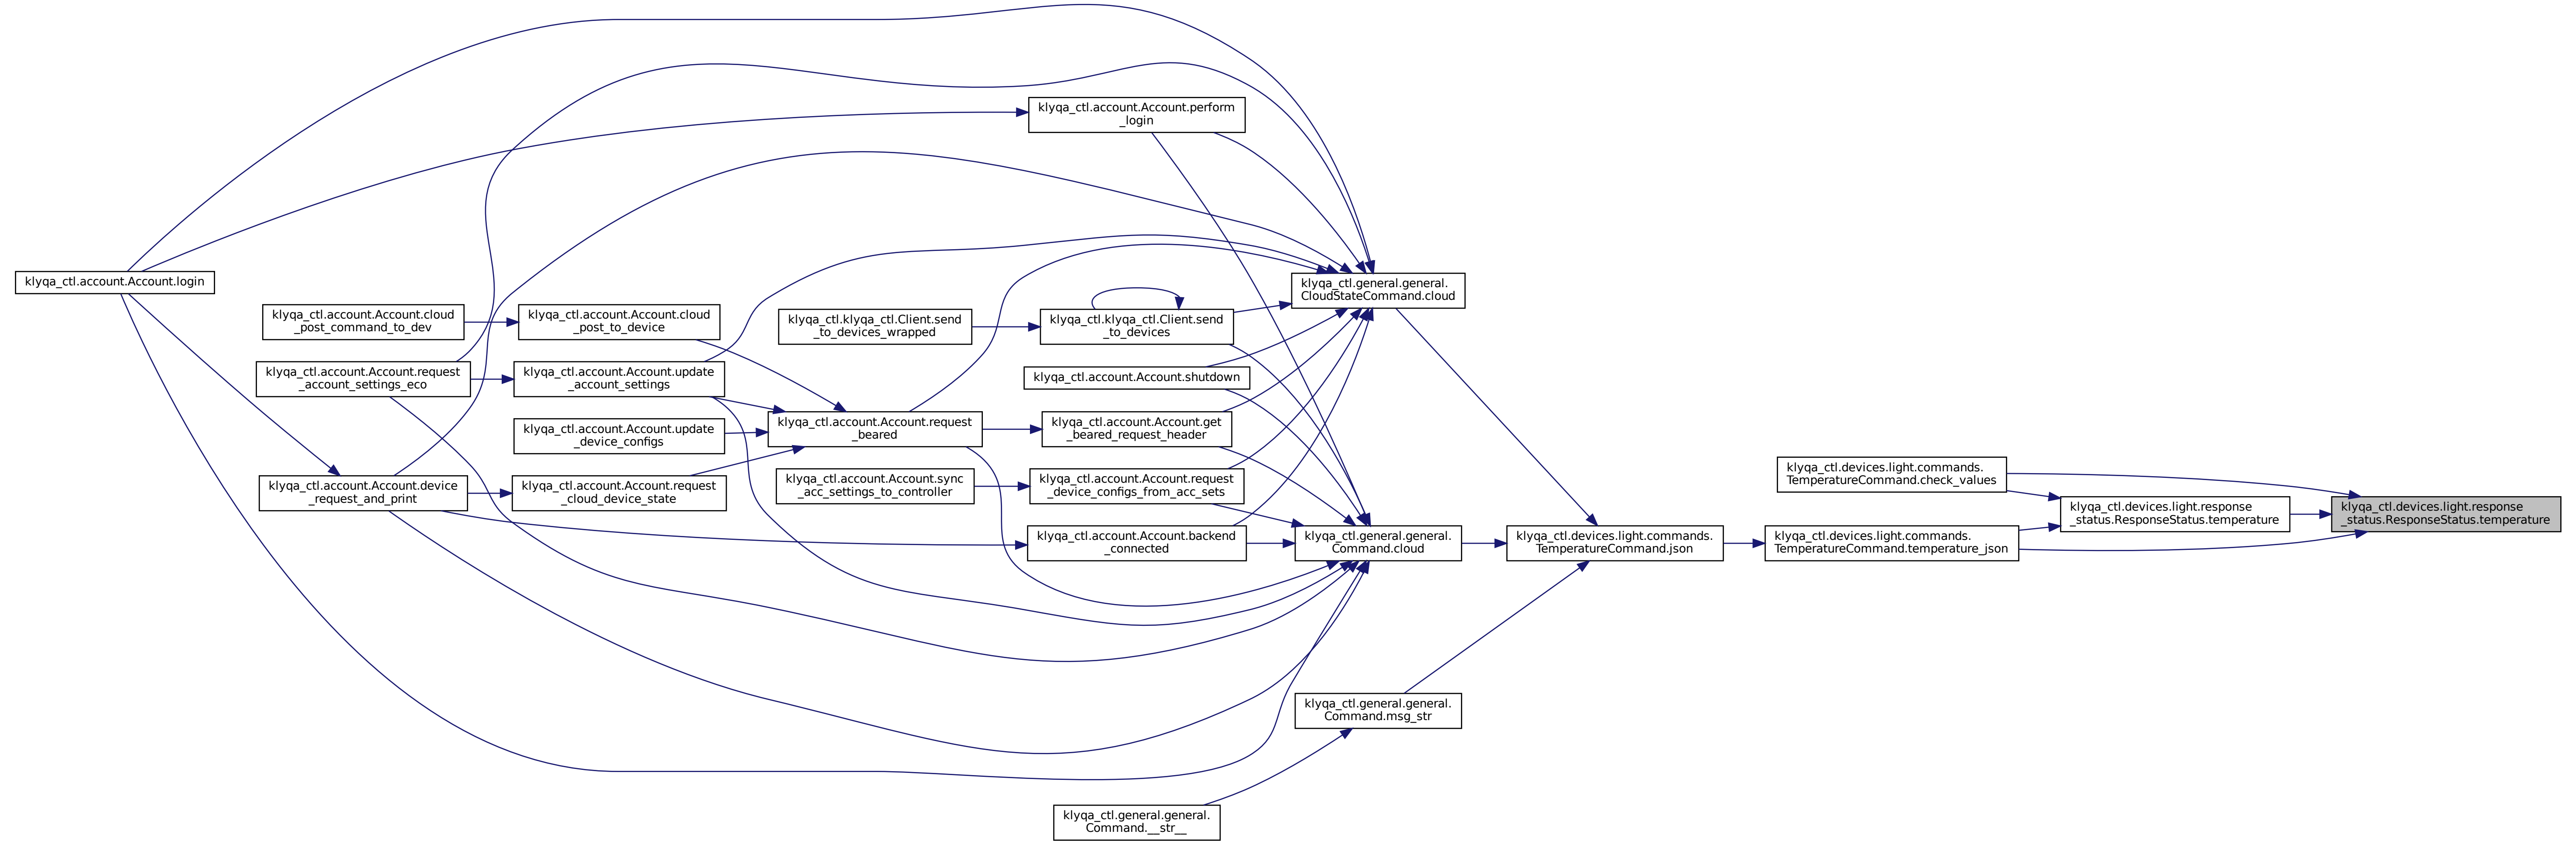 klyqa_ctl.account.Account.login
klyqa_ctl.account.Account.cloud
_post_command_to_dev
klyqa_ctl.account.Account.request
_account_settings_eco
klyqa_ctl.account.Account.device
_request_and_print
klyqa_ctl.account.Account.cloud
_post_to_device
klyqa_ctl.account.Account.update
_account_settings
klyqa_ctl.account.Account.update
_device_configs
klyqa_ctl.account.Account.request
_cloud_device_state
klyqa_ctl.klyqa_ctl.Client.send
_to_devices_wrapped
klyqa_ctl.account.Account.request
_beared
klyqa_ctl.account.Account.sync
_acc_settings_to_controller
klyqa_ctl.account.Account.perform
_login
klyqa_ctl.klyqa_ctl.Client.send
_to_devices
klyqa_ctl.account.Account.shutdown
klyqa_ctl.account.Account.get
_beared_request_header
klyqa_ctl.account.Account.request
_device_configs_from_acc_sets
klyqa_ctl.account.Account.backend
_connected
klyqa_ctl.general.general.
Command.__str__
klyqa_ctl.general.general.
CloudStateCommand.cloud
klyqa_ctl.general.general.
Command.cloud
klyqa_ctl.general.general.
Command.msg_str
klyqa_ctl.devices.light.commands.
TemperatureCommand.json
klyqa_ctl.devices.light.commands.
TemperatureCommand.check_values
klyqa_ctl.devices.light.commands.
TemperatureCommand.temperature_json
klyqa_ctl.devices.light.response
_status.ResponseStatus.temperature
klyqa_ctl.devices.light.response
_status.ResponseStatus.temperature